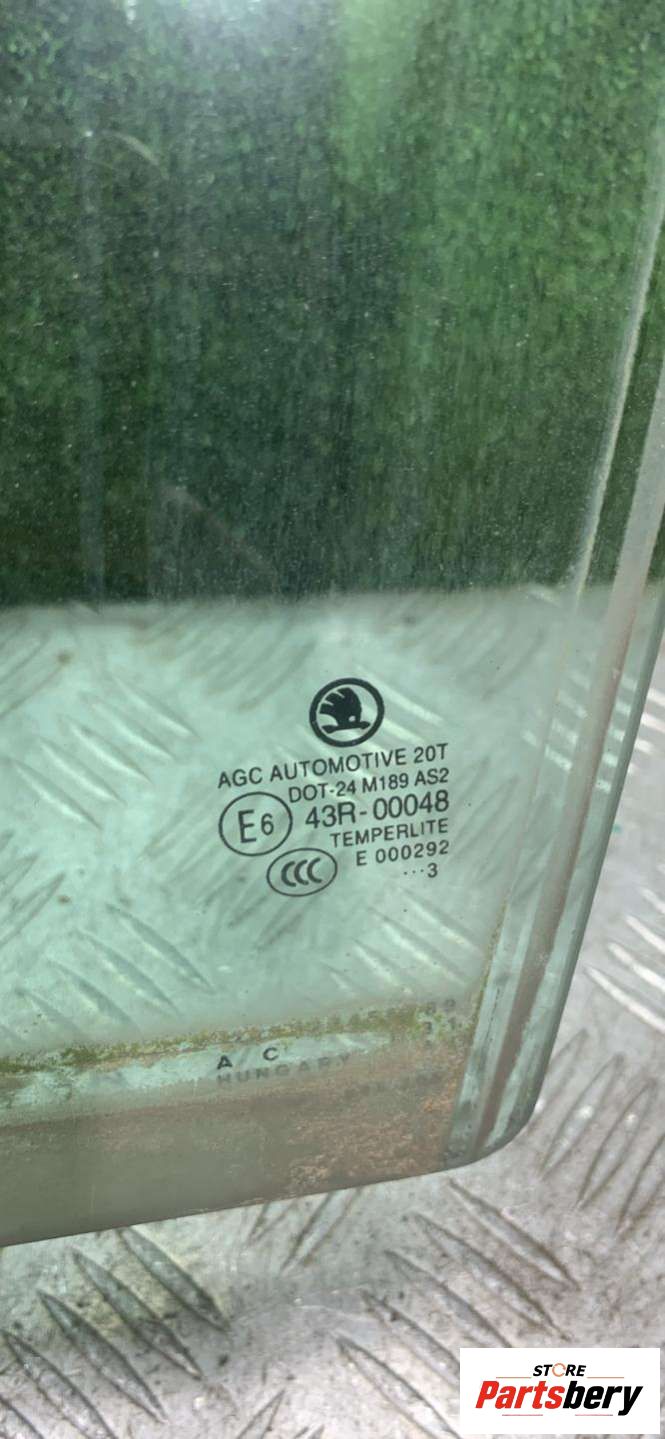 AGC AUTOMOTIVE 20T
DOT-24 M189 AS2
E6 43R-00048
TEMPERLITE
CCC E 000292
...3
A C
HUNGARY
STORE
Partsbery